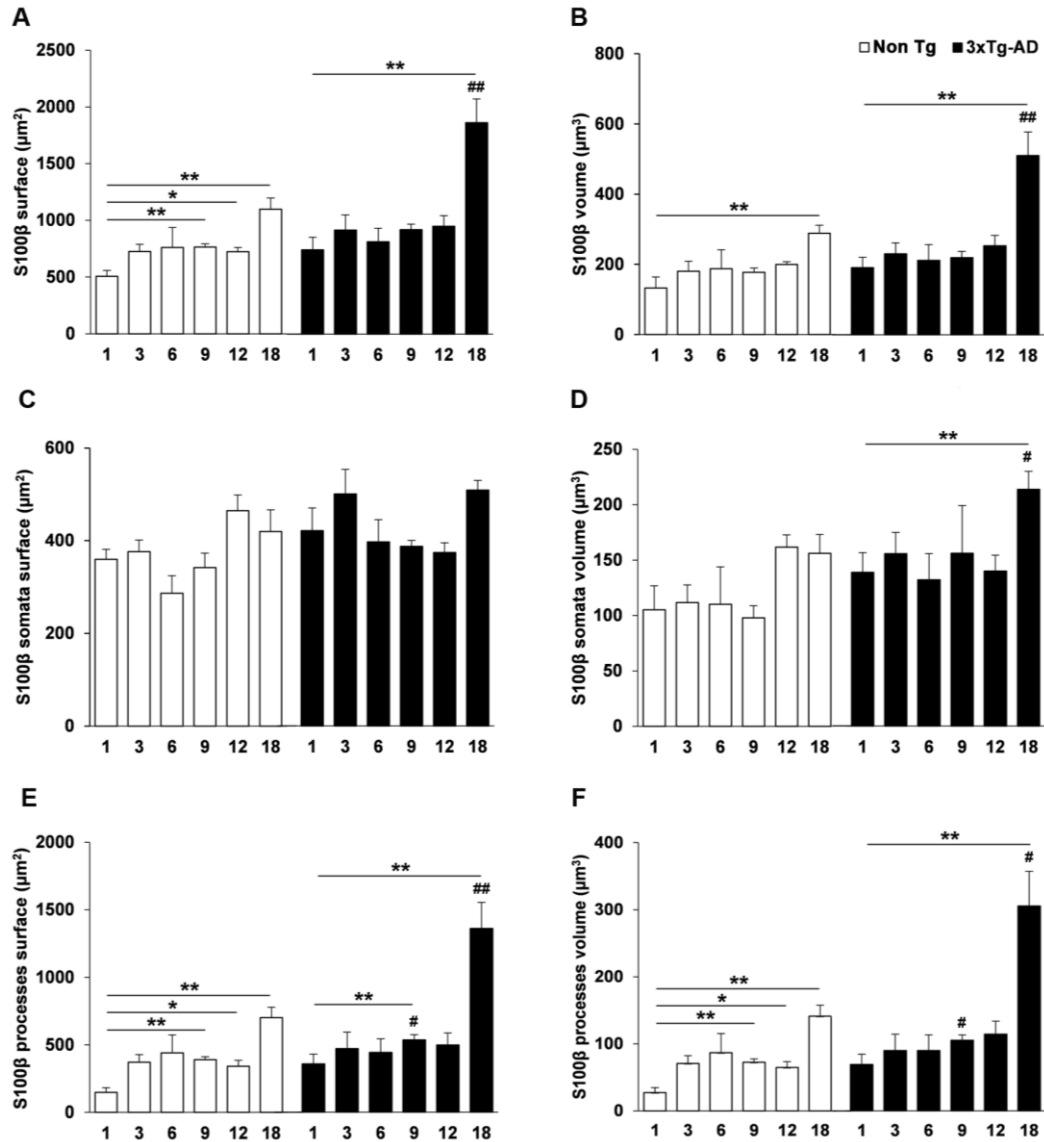 A
S100β surface (µm²)
2500
2000
1500
1000
500
0
**
*
**
**
##
1 3 6 9 12 18 1 3 6 9 12 18
B
Non Tg 3xTg-AD
S100β voume (µm³)
800
600
400
200
0
**
**
##
1 3 6 9 12 18 1 3 6 9 12 18
C
S100β somata surface (µm²)
600
400
200
0
1 3 6 9 12 18 1 3 6 9 12 18
D
S100β somata volume (µm³)
250
200
150
100
50
0
**
#
1 3 6 9 12 18 1 3 6 9 12 18
E
S100β processes surface (µm²)
2000
1500
1000
500
0
**
*
**
**
#
**
##
1 3 6 9 12 18 1 3 6 9 12 18
F
S100β processes volume (µm³)
400
300
200
100
0
**
*
**
#
**
#
1 3 6 9 12 18 1 3 6 9 12 18